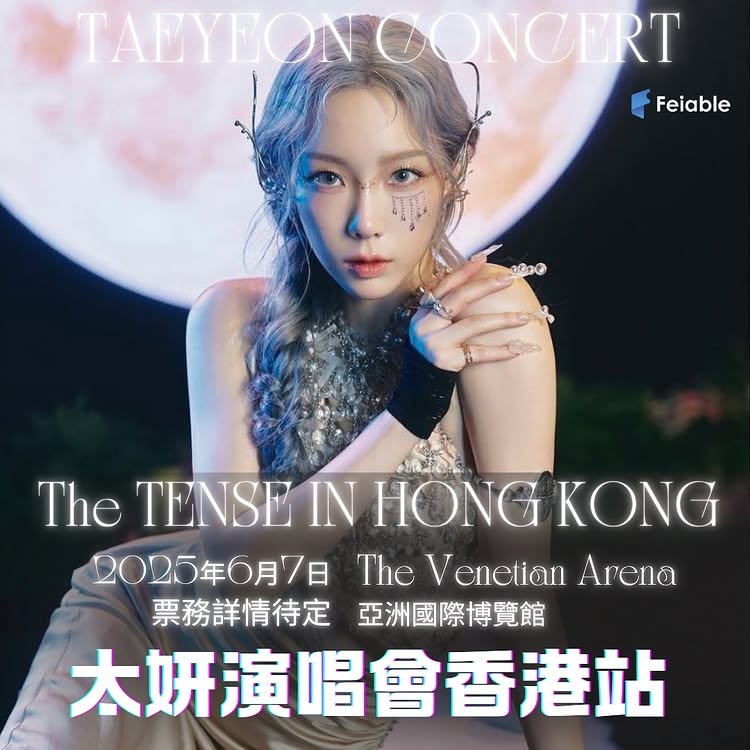 TAEYEON CONCERT
Feiable
The TENSE IN HONG KONG
2025年6月7日 The Venetian Arena
票務詳情待定 亞洲國際博覽館
太妍演唱會香港站